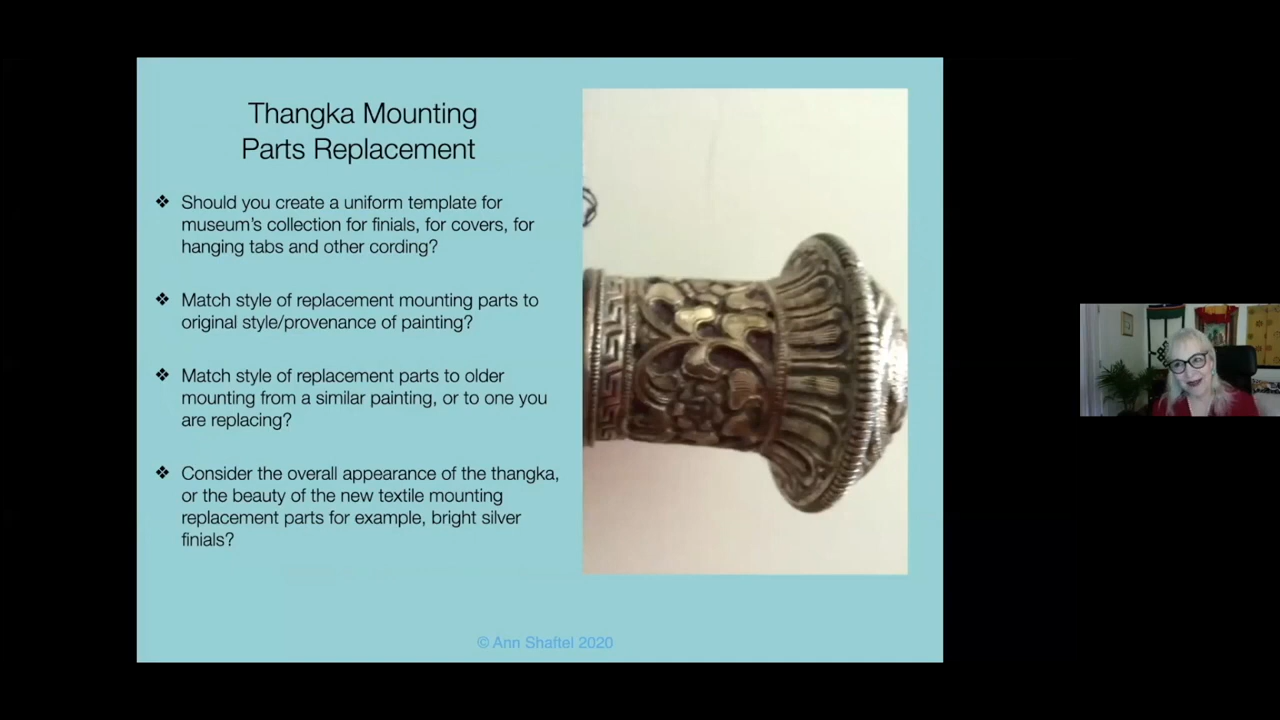 Thangka Mounting
Parts Replacement
❖ Should you create a uniform template for
museum's collection for finials, for covers, for
hanging tabs and other cording?
❖ Match style of replacement mounting parts to
original style/provenance of painting?
❖ Match style of replacement parts to older
mounting from a similar painting, or to one you
are replacing?
❖ Consider the overall appearance of the thangka,
or the beauty of the new textile mounting
replacement parts for example, bright silver
finials?
© Ann Shaftel 2020